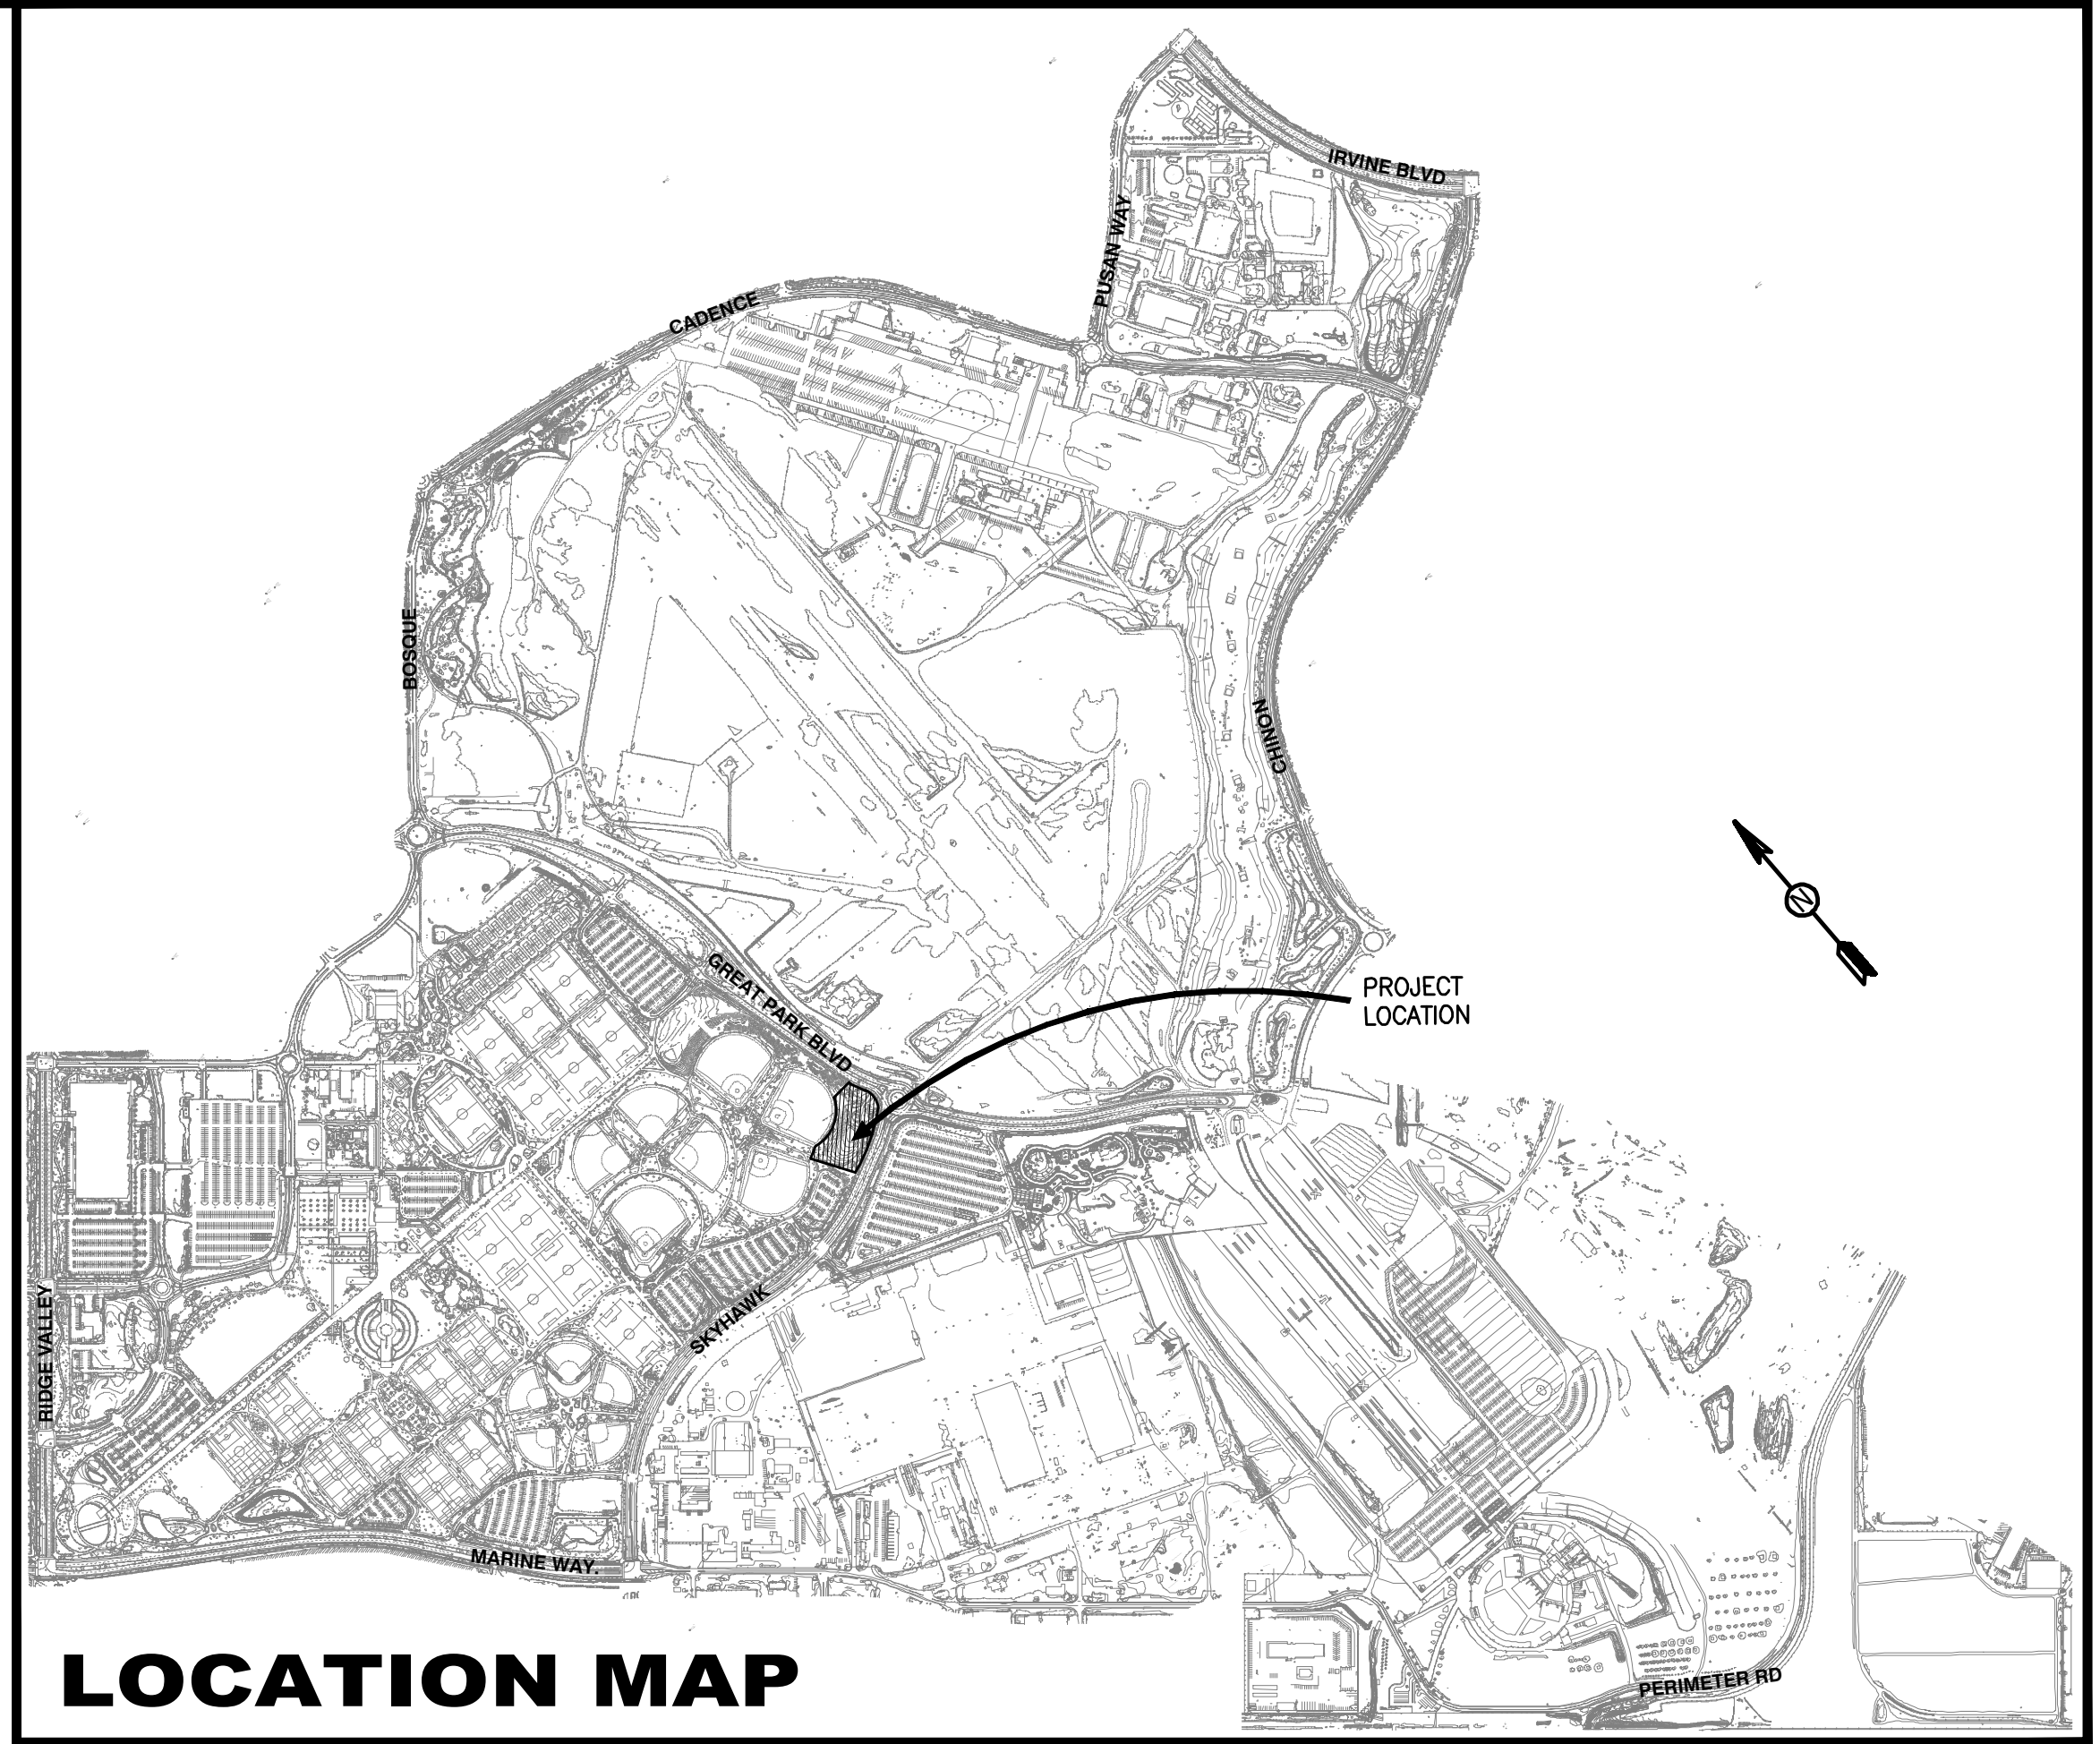 IRVINE BLVD
PUSAN WAY
CADENCE
BOSQUE
CHINON
N
GREAT PARK BLVD
PROJECT
LOCATION
SKYHAWK
RIDGE VALLEY
MARINE WAY.
PERIMETER RD
LOCATION MAP